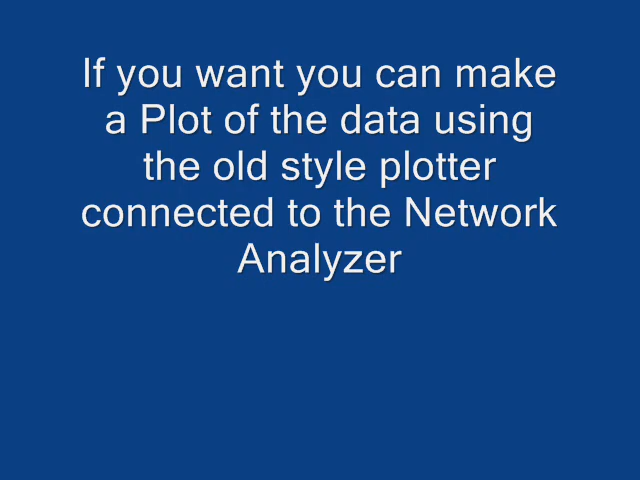 If you want you can make
a Plot of the data using
the old style plotter
connected to the Network
Analyzer